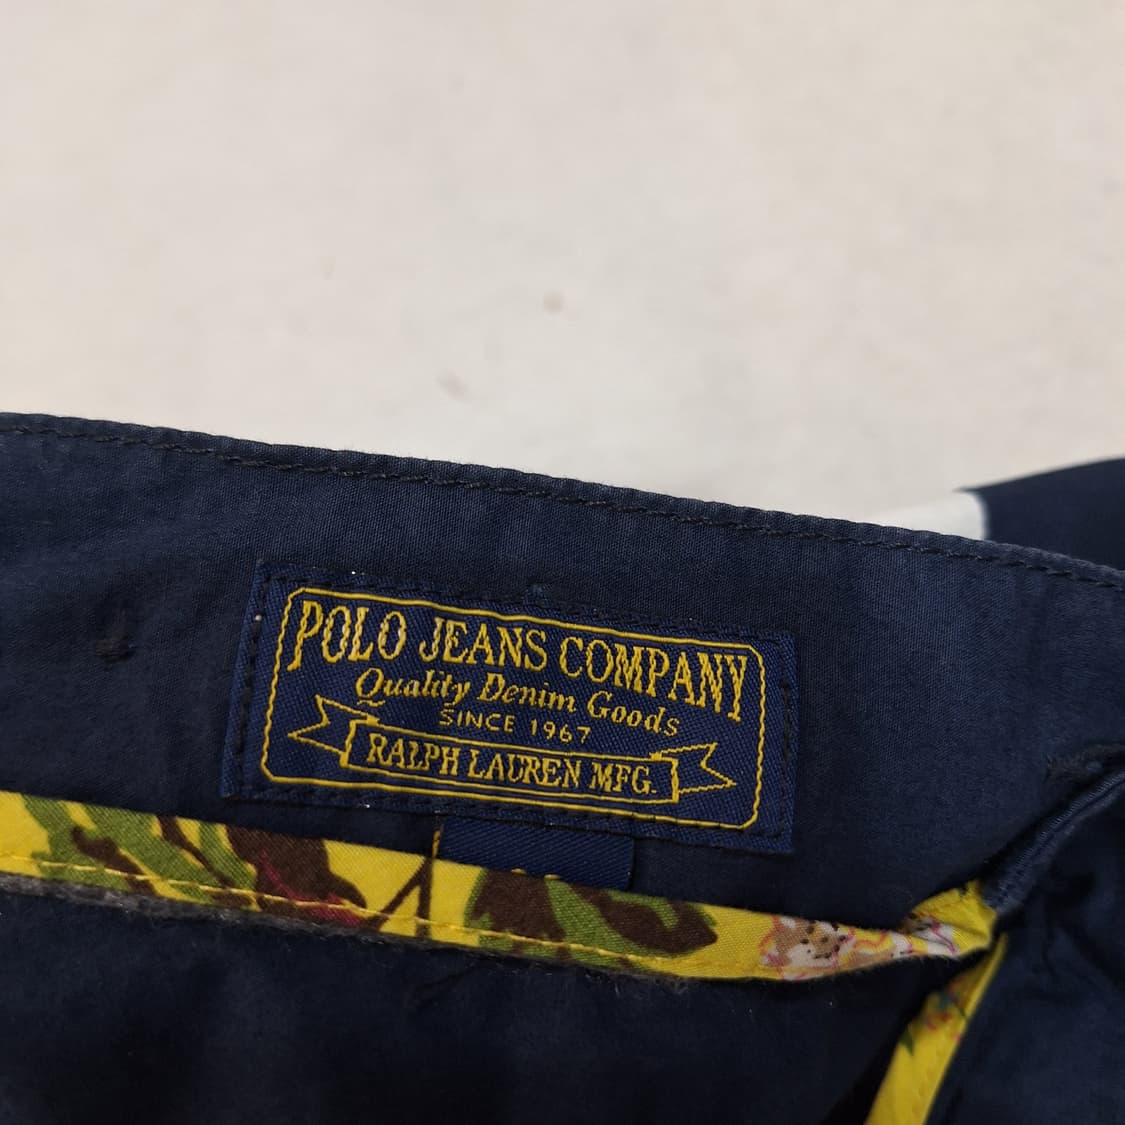 POLO JEANS COMPANY
Quality Denim Goods
SINCE 1967
RALPH LAUREN MFG.